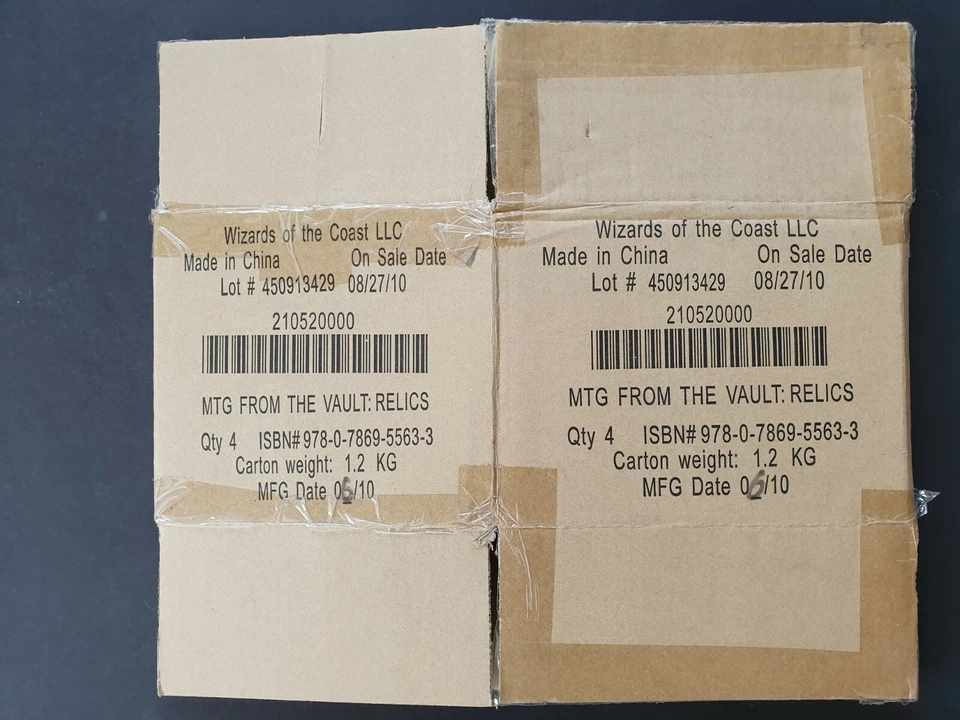 Wizards of the Coast LLC
Made in China On Sale Date
Lot # 450913429 08/27/10
210520000
MTG FROM THE VAULT: RELICS
Qty 4 ISBN# 978-0-7869-5563-3
Carton weight: 1.2 KG
MFG Date 06/10
Wizards of the Coast LLC
Made in China On Sale Date
Lot # 450913429 08/27/10
210520000
MTG FROM THE VAULT: RELICS
Qty 4 ISBN# 978-0-7869-5563-3
Carton weight: 1.2 KG
MFG Date 06/10